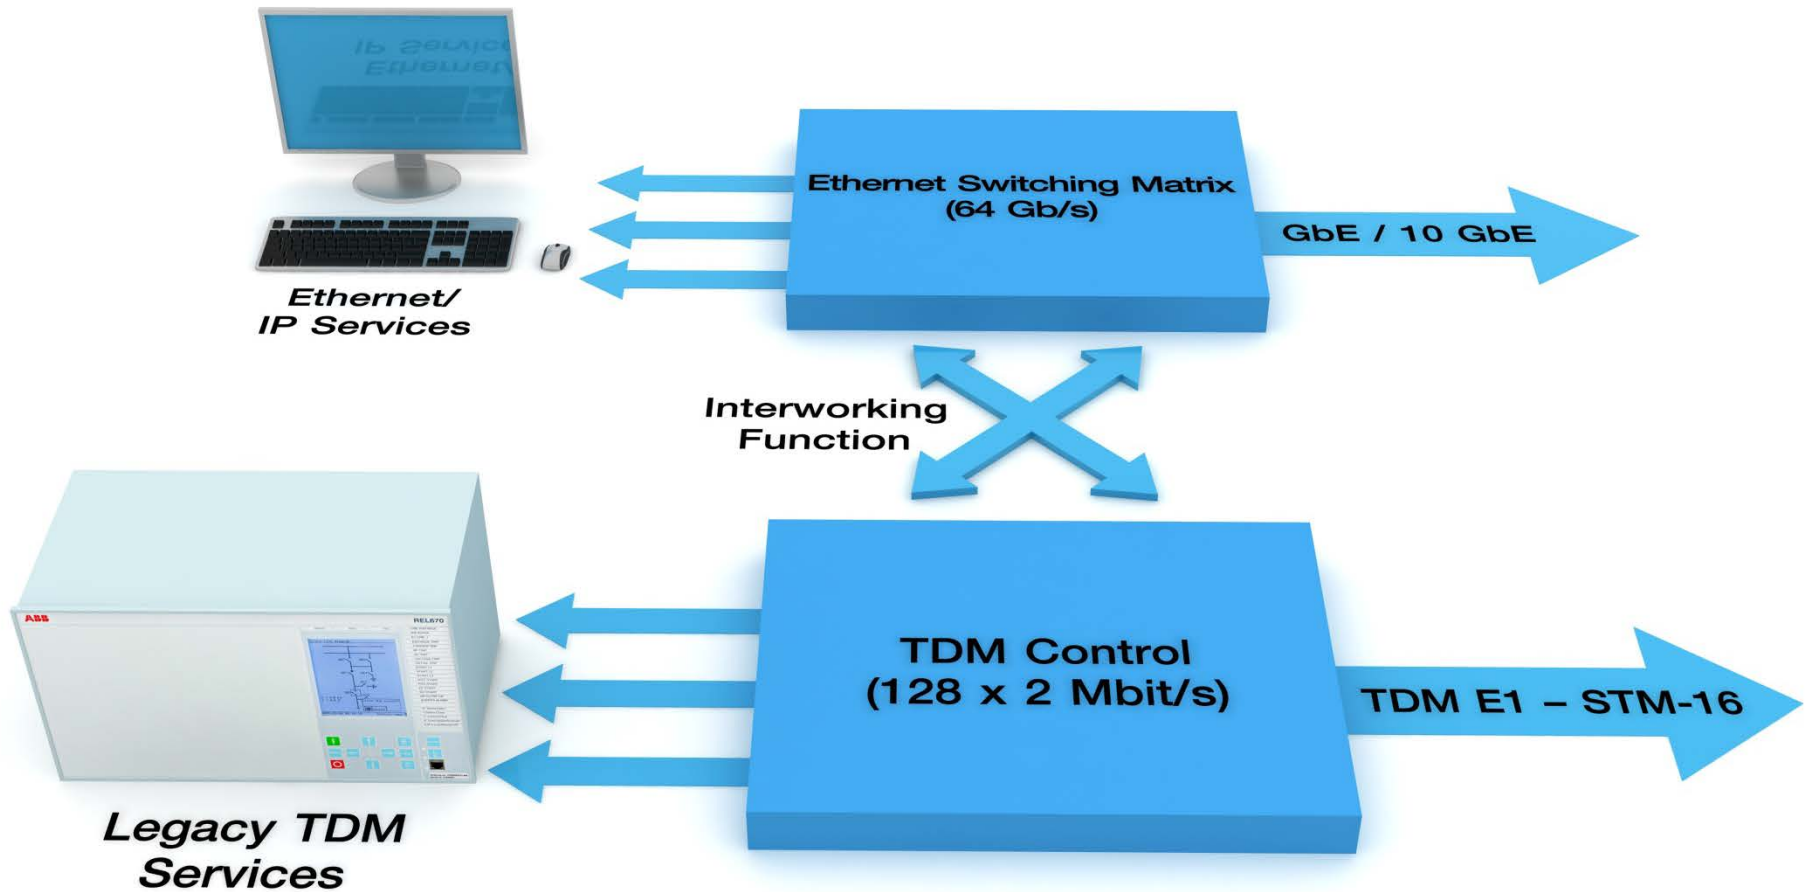 Ethernet Switching Matrix
(64 Gb/s)
GbE / 10 GbE
Ethernet/
IP Services
Interworking
Function
ABB
REL670
TDM Control
(128 x 2 Mbit/s)
TDM E1 – STM-16
Legacy TDM
Services